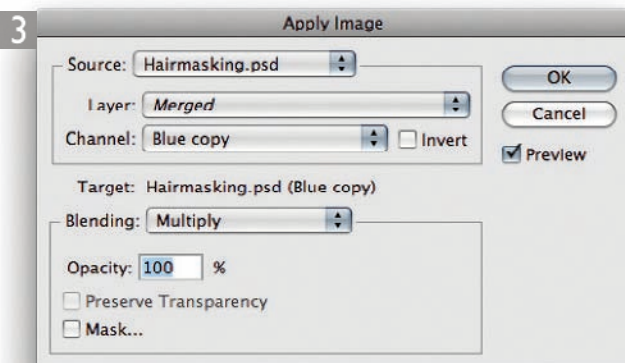 3
Apply Image
Source: Hairmasking.psd
Layer: Merged
Channel: Blue copy Invert
OK
Cancel
Preview
Target: Hairmasking.psd (Blue copy)
Blending: Multiply
Opacity: 100 %
Preserve Transparency
Mask...